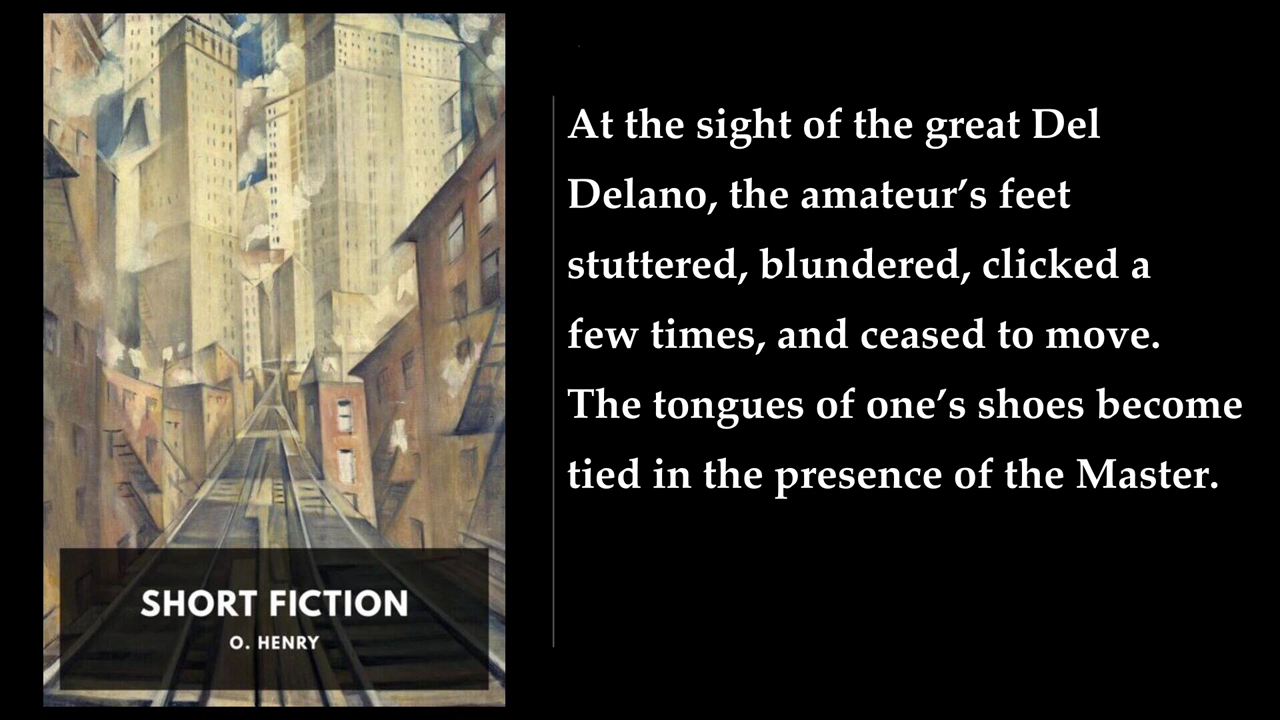 At the sight of the great Del
Delano, the amateur’s feet
stuttered, blundered, clicked a
few times, and ceased to move.
The tongues of one’s shoes become
tied in the presence of the Master.
SHORT FICTION
O. HENRY